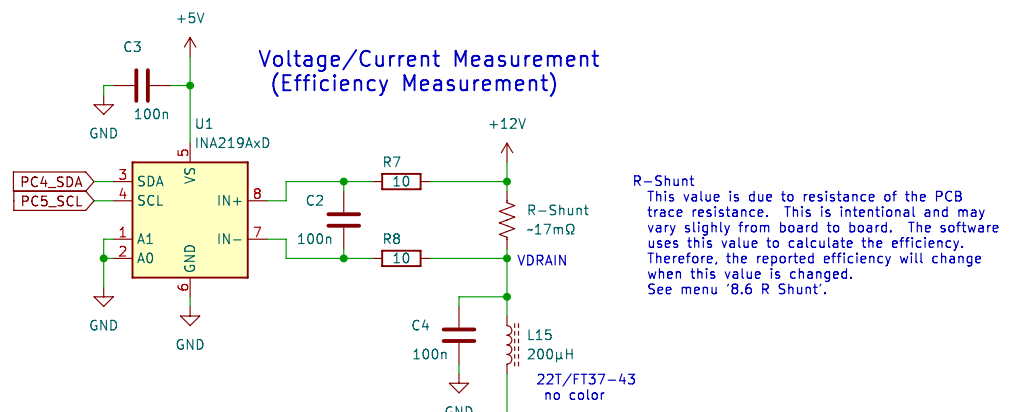 +5V
C3
100n
GND
Voltage/Current Measurement
(Efficiency Measurement)
U1
INA219AxD
5
VS
PC4_SDA
3
SDA
PC5_SCL
4
SCL
IN+
8
IN-
7
1
A1
2
A0
GND
6
GND
GND
R7
10
C2
100n
R8
10
+12V
R-Shunt
~17mΩ
VDRAIN
C4
100n
GND
L15
200µH
22T/FT37-43
no color
R-Shunt
This value is due to resistance of the PCB
trace resistance. This is intentional and may
vary slighly from board to board. The software
uses this value to calculate the efficiency.
Therefore, the reported efficiency will change
when this value is changed.
See menu '8.6 R Shunt'.